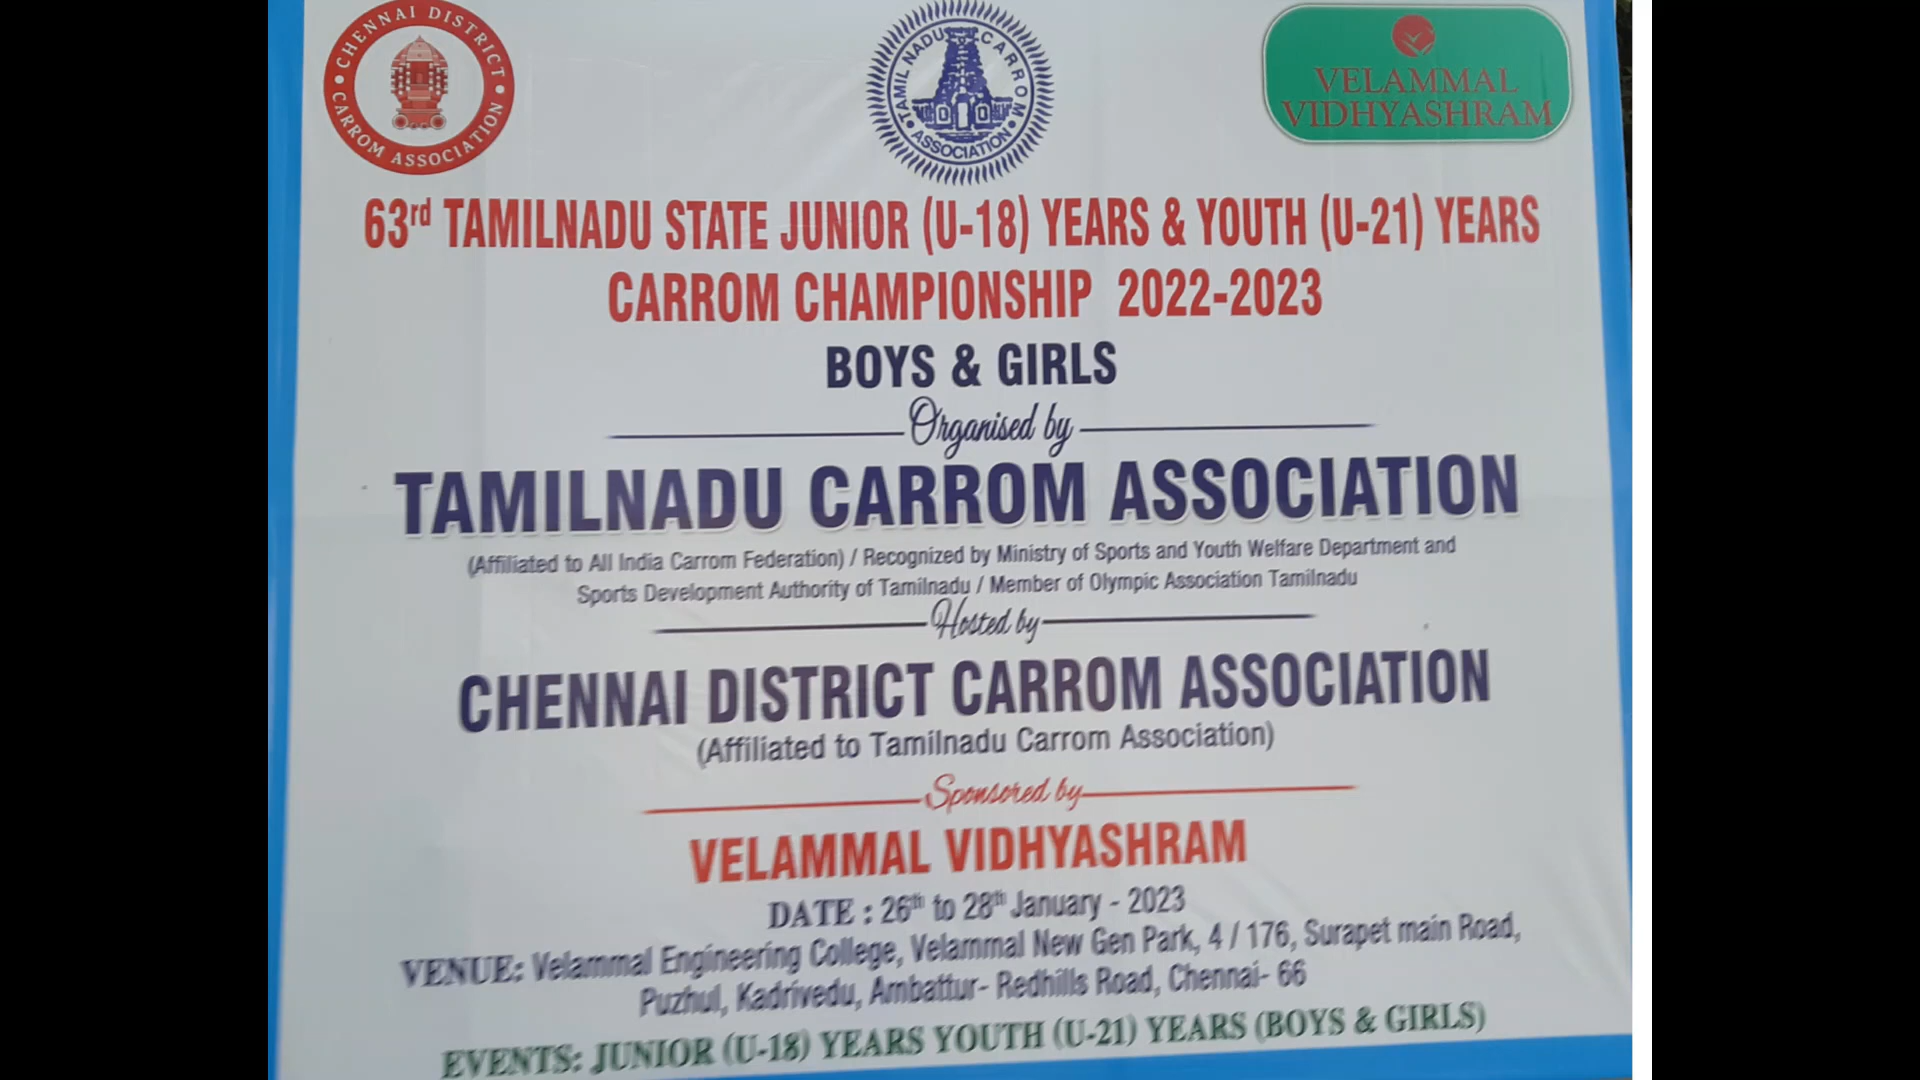 CHENNAI DISTRICT CARROM ASSOCIATION
TAMIL NADU CARROM ASSOCIATION
VELAMMAL
VIDHYASHRAM
63rd TAMILNADU STATE JUNIOR (U-18) YEARS & YOUTH (U-21) YEARS
CARROM CHAMPIONSHIP 2022-2023
BOYS & GIRLS
Organised by
TAMILNADU CARROM ASSOCIATION
(Affiliated to All India Carrom Federation) / Recognized by Ministry of Sports and Youth Welfare Department and
Sports Development Authority of Tamilnadu / Member of Olympic Association Tamilnadu
Hosted by
CHENNAI DISTRICT CARROM ASSOCIATION
(Affiliated to Tamilnadu Carrom Association)
Sponsored by
VELAMMAL VIDHYASHRAM
DATE : 26th to 28th January - 2023
VENUE: Velammal Engineering College, Velammal New Gen Park, 4 / 176, Surapet main Road,
Puzhul, Kadrivedu, Ambattur- Redhills Road, Chennai- 66
EVENTS: JUNIOR (U-18) YEARS YOUTH (U-21) YEARS (BOYS & GIRLS)